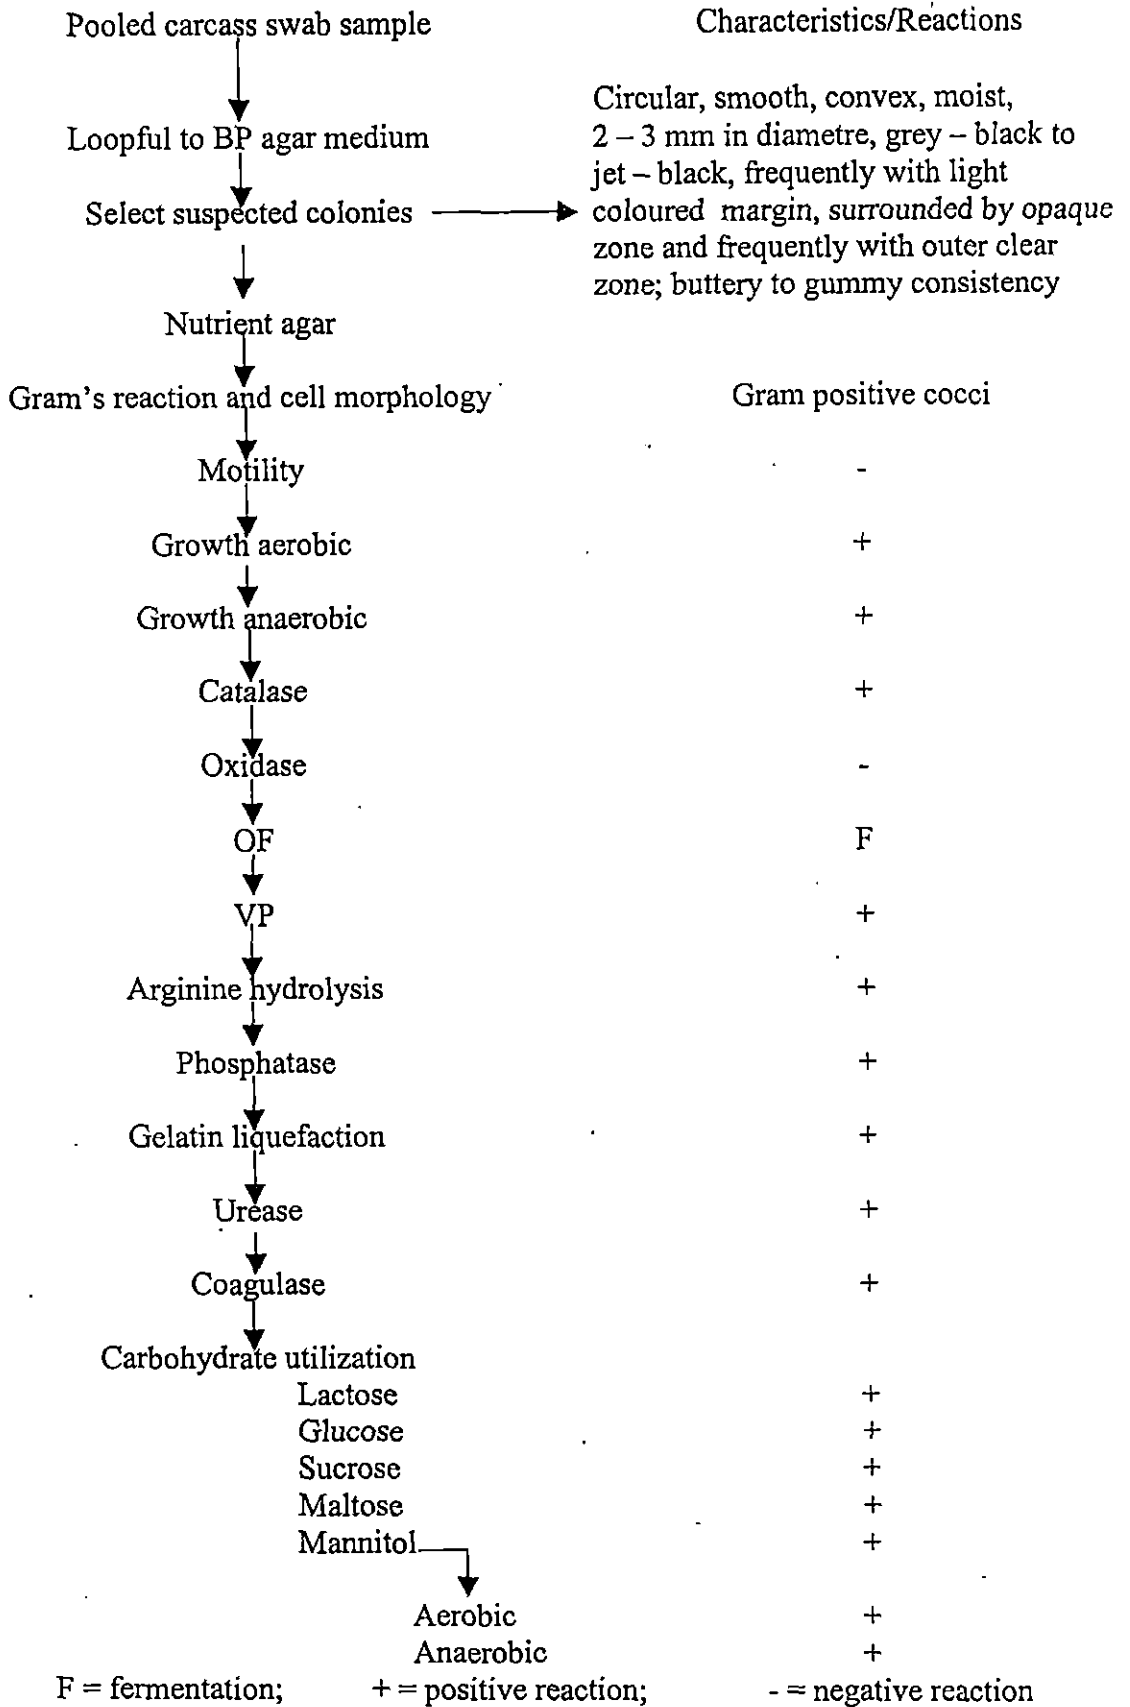 Pooled carcass swab sample Characteristics/Reactions
Circular, smooth, convex, moist,
Loopful to BP agar medium 2 – 3 mm in diametre, grey – black to
jet – black, frequently with light
Select suspected colonies coloured margin, surrounded by opaque
zone and frequently with outer clear
zone; buttery to gummy consistency
Nutrient agar
Gram's reaction and cell morphology Gram positive cocci
Motility -
Growth aerobic +
Growth anaerobic +
Catalase +
Oxidase -
OF F
VP +
Arginine hydrolysis +
Phosphatase +
Gelatin liquefaction +
Urease +
Coagulase +
Carbohydrate utilization
Lactose +
Glucose +
Sucrose +
Maltose +
Mannitol +
Aerobic +
Anaerobic +
F = fermentation; + = positive reaction; - = negative reaction